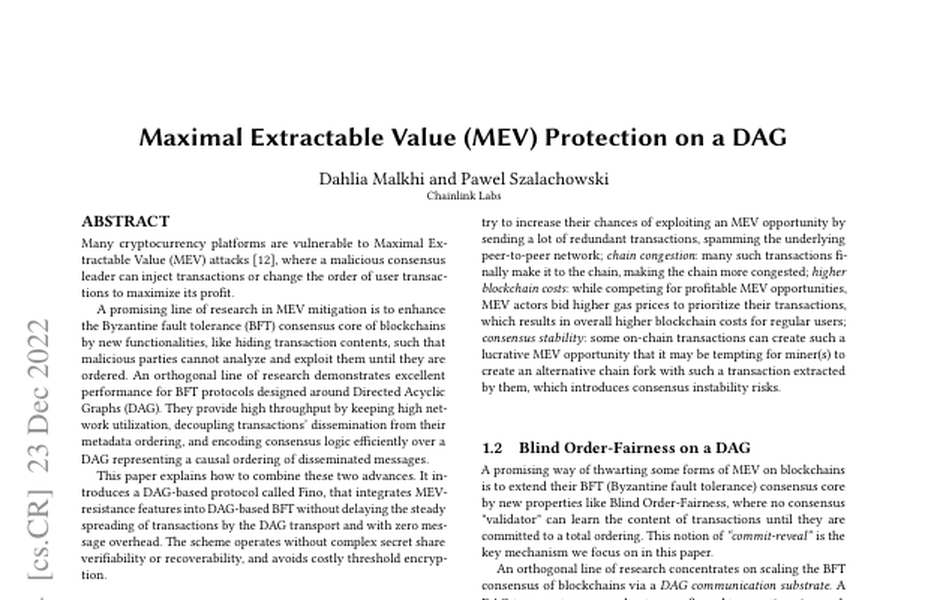 Maximal Extractable Value (MEV) Protection on a DAG
Dahlia Malkhi and Pawel Szalachowski
Chainlink Labs
ABSTRACT
Many cryptocurrency platforms are vulnerable to Maximal Ex-
tractable Value (MEV) attacks [12], where a malicious consensus
leader can inject transactions or change the order of user transac-
tions to maximize its profit.
A promising line of research in MEV mitigation is to enhance
the Byzantine fault tolerance (BFT) consensus core of blockchains
by new functionalities, like hiding transaction contents, such that
malicious parties cannot analyze and exploit them until they are
ordered. An orthogonal line of research demonstrates excellent
performance for BFT protocols designed around Directed Acyclic
Graphs (DAG). They provide high throughput by keeping high net-
work utilization, decoupling transactions' dissemination from their
metadata ordering, and encoding consensus logic efficiently over a
DAG representing a causal ordering of disseminated messages.
This paper explains how to combine these two advances. It in-
troduces a DAG-based protocol called Fino, that integrates MEV-
resistance features into DAG-based BFT without delaying the steady
spreading of transactions by the DAG transport and with zero mes-
sage overhead. The scheme operates without complex secret share
verifiability or recoverability, and avoids costly threshold encryp-
tion.
try to increase their chances of exploiting an MEV opportunity by
sending a lot of redundant transactions, spamming the underlying
peer-to-peer network; chain congestion: many such transactions fi-
nally make it to the chain, making the chain more congested; higher
blockchain costs: while competing for profitable MEV opportunities,
MEV actors bid higher gas prices to prioritize their transactions,
which results in overall higher blockchain costs for regular users;
consensus stability: some on-chain transactions can create such a
lucrative MEV opportunity that it may be tempting for miner(s) to
create an alternative chain fork with such a transaction extracted
by them, which introduces consensus instability risks.
1.2 Blind Order-Fairness on a DAG
A promising way of thwarting some forms of MEV on blockchains
is to extend their BFT (Byzantine fault tolerance) consensus core
by new properties like Blind Order-Fairness, where no consensus
"validator" can learn the content of transactions until they are
committed to a total ordering. This notion of "commit-reveal" is the
key mechanism we focus on in this paper.
An orthogonal line of research concentrates on scaling the BFT
consensus of blockchains via a DAG communication substrate. A
[cs.CR] 23 Dec 2022